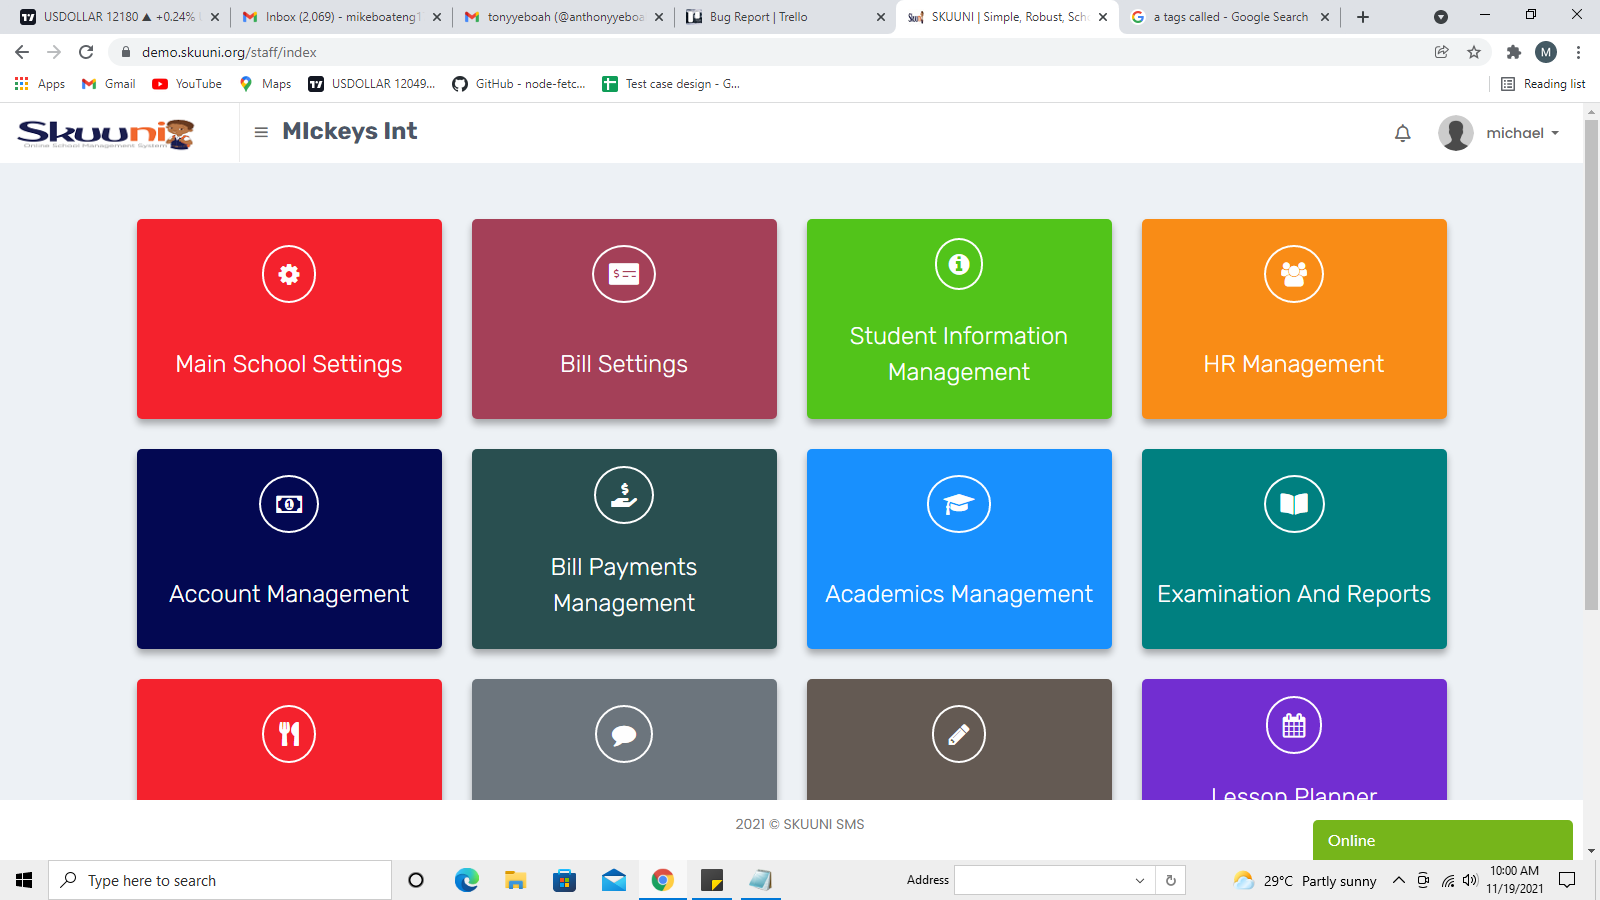 USDOLLAR 12180 ▲ +0.24%
Inbox (2,069) - mikeboateng1
tonyyeboah (@anthonyyeboa
Bug Report | Trello
SKUUNI | Simple, Robust, Sch
a tags called - Google Search
demo.skuuni.org/staff/index
M
Apps
Gmail
YouTube
Maps
USDOLLAR 12049...
GitHub - node-fetc...
Test case design - G...
Reading list
Skuuni
Online School Management System
MIckeys Int
michael
Main School Settings
Bill Settings
Student Information
Management
HR Management
Account Management
Bill Payments
Management
Academics Management
Examination And Reports
Lesson Planner
2021 © SKUUNI SMS
Online
Type here to search
Address
29°C Partly sunny
10:00 AM
11/19/2021